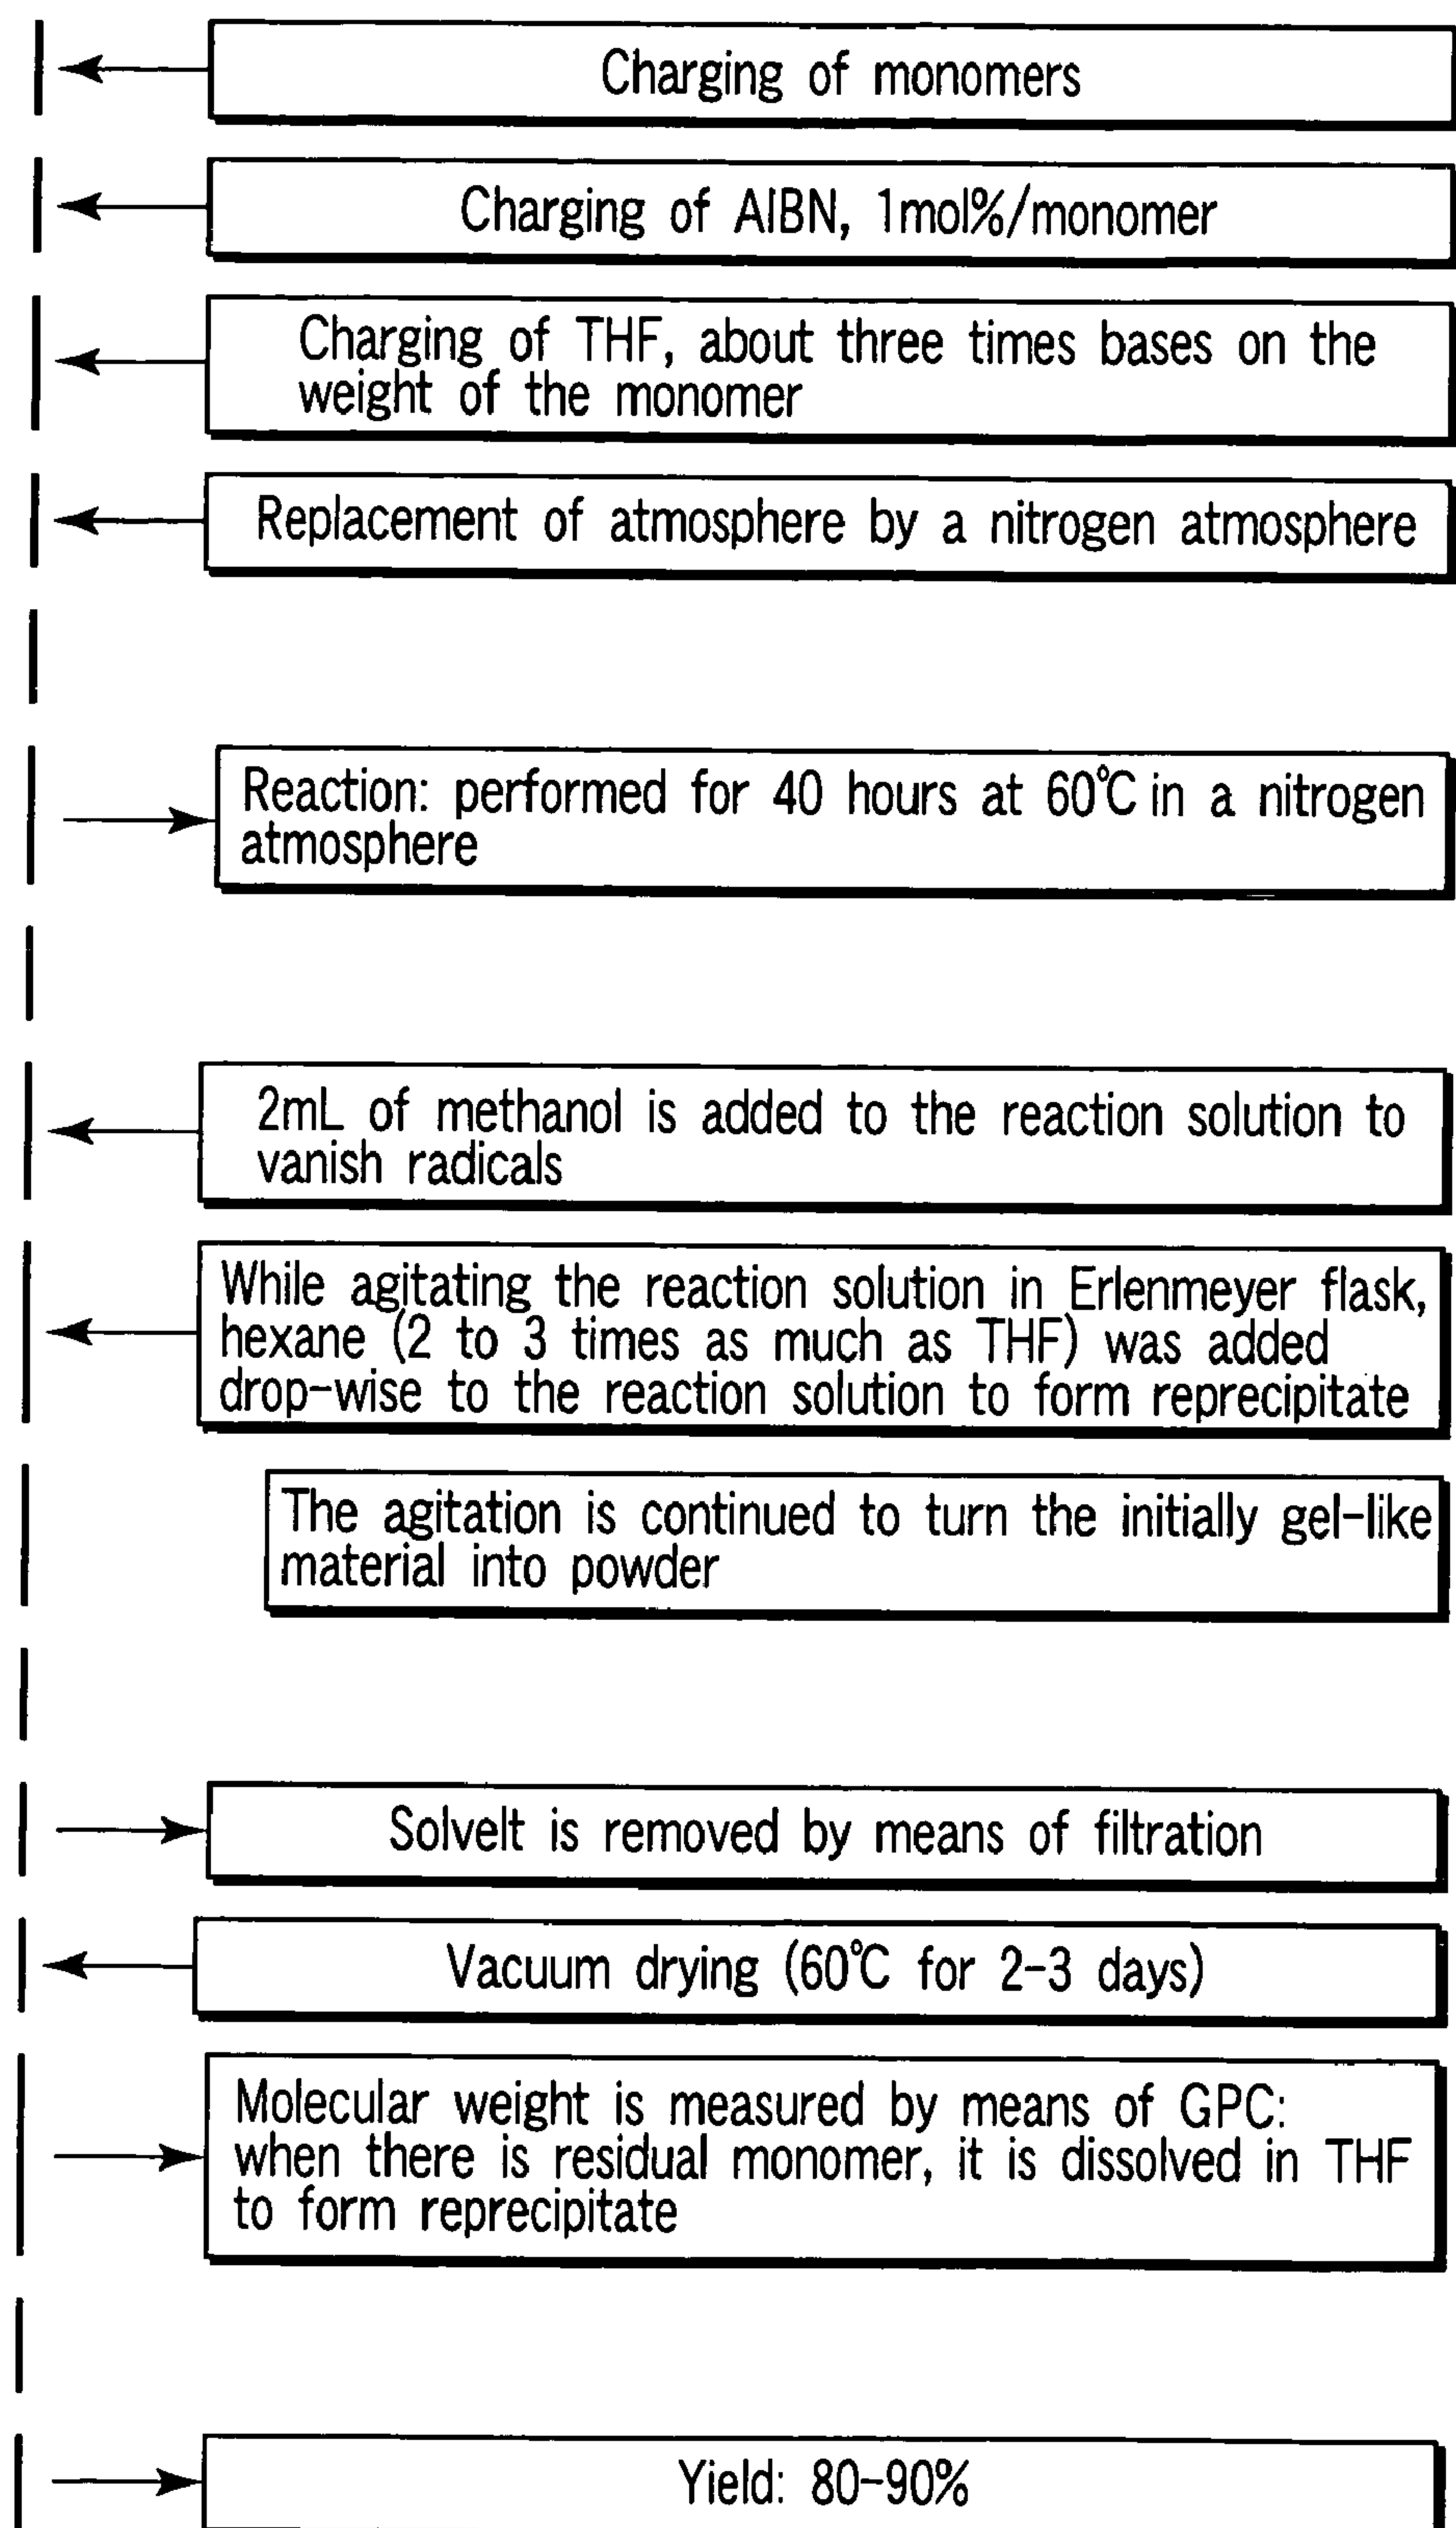 Charging of monomers
Charging of AIBN, 1mol%/monomer
Charging of THF, about three times bases on the
weight of the monomer
Replacement of atmosphere by a nitrogen atmosphere
Reaction: performed for 40 hours at 60℃ in a nitrogen
atmosphere
2mL of methanol is added to the reaction solution to
vanish radicals
While agitating the reaction solution in Erlenmeyer flask,
hexane (2 to 3 times as much as THF) was added
drop-wise to the reaction solution to form reprecipitate
The agitation is continued to turn the initially gel-like
material into powder
Solvelt is removed by means of filtration
Vacuum drying (60℃ for 2-3 days)
Molecular weight is measured by means of GPC:
when there is residual monomer, it is dissolved in THF
to form reprecipitate
Yield: 80-90%